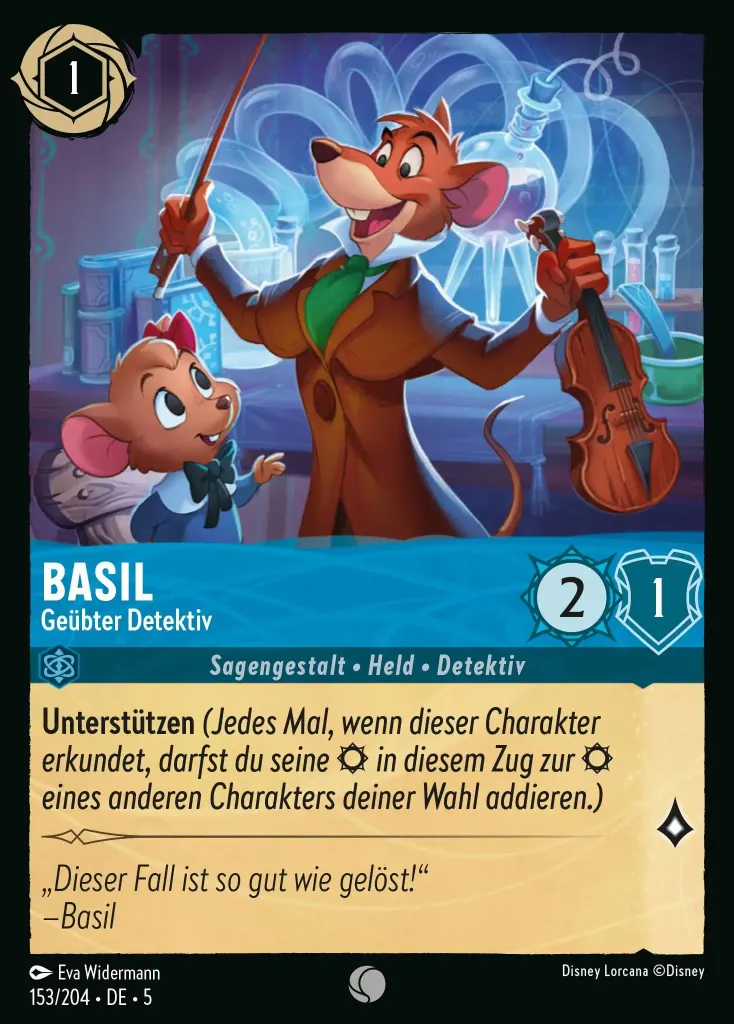 1
BASIL
Geübter Detektiv
2
1
Sagengestalt • Held • Detektiv
Unterstützen (Jedes Mal, wenn dieser Charakter
erkundet, darfst du seine in diesem Zug zur
eines anderen Charakters deiner Wahl addieren.)
„Dieser Fall ist so gut wie gelöst!“
–Basil
Eva Widermann
153/204 • DE • 5
Disney Lorcana ©Disney